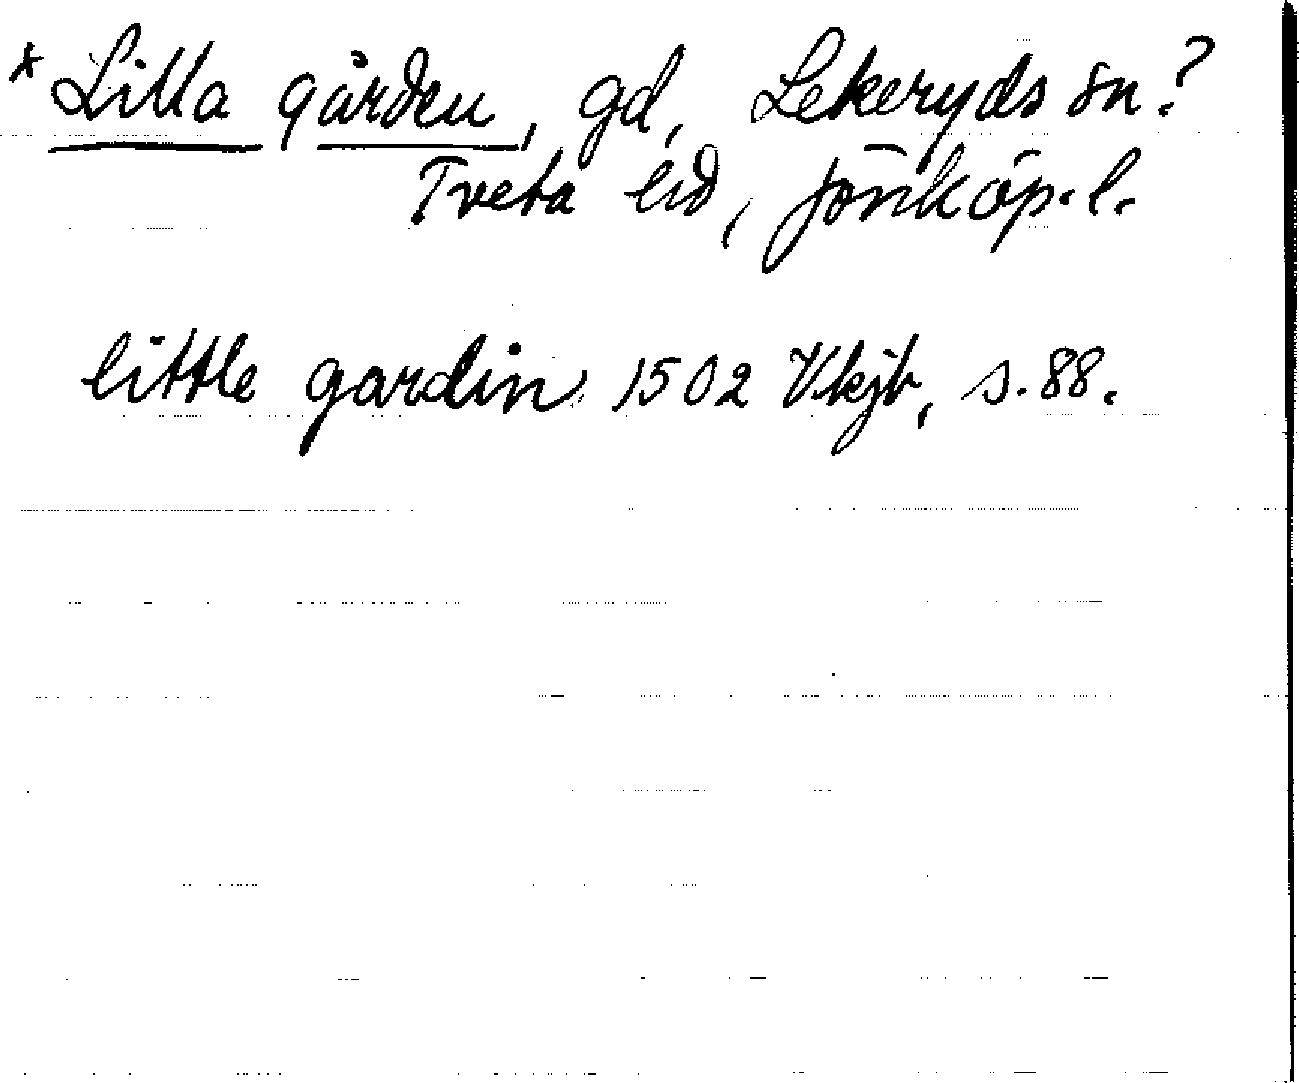 * Lilla gården, gd, Lekeryds sn?
Tveta hd, Jönköp. l.
little gardin 1502 Vkjb, s. 88.